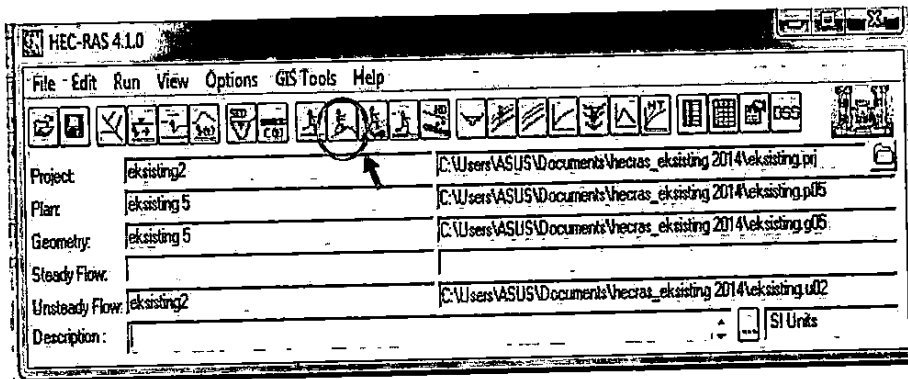 HEC-RAS 4.1.0
File Edit Run View Options GIS Tools Help
DSS
Project: eksisting2 C:\Users\ASUS\Documents\hecras_eksisting 2014\eksisting.prj
Plan: eksisting 5 C:\Users\ASUS\Documents\hecras_eksisting 2014\eksisting.p05
Geometry: eksisting 5 C:\Users\ASUS\Documents\hecras_eksisting 2014\eksisting.g05
Steady Flow:
Unsteady Flow: eksisting2 C:\Users\ASUS\Documents\hecras_eksisting 2014\eksisting.u02
Description : ... SI Units